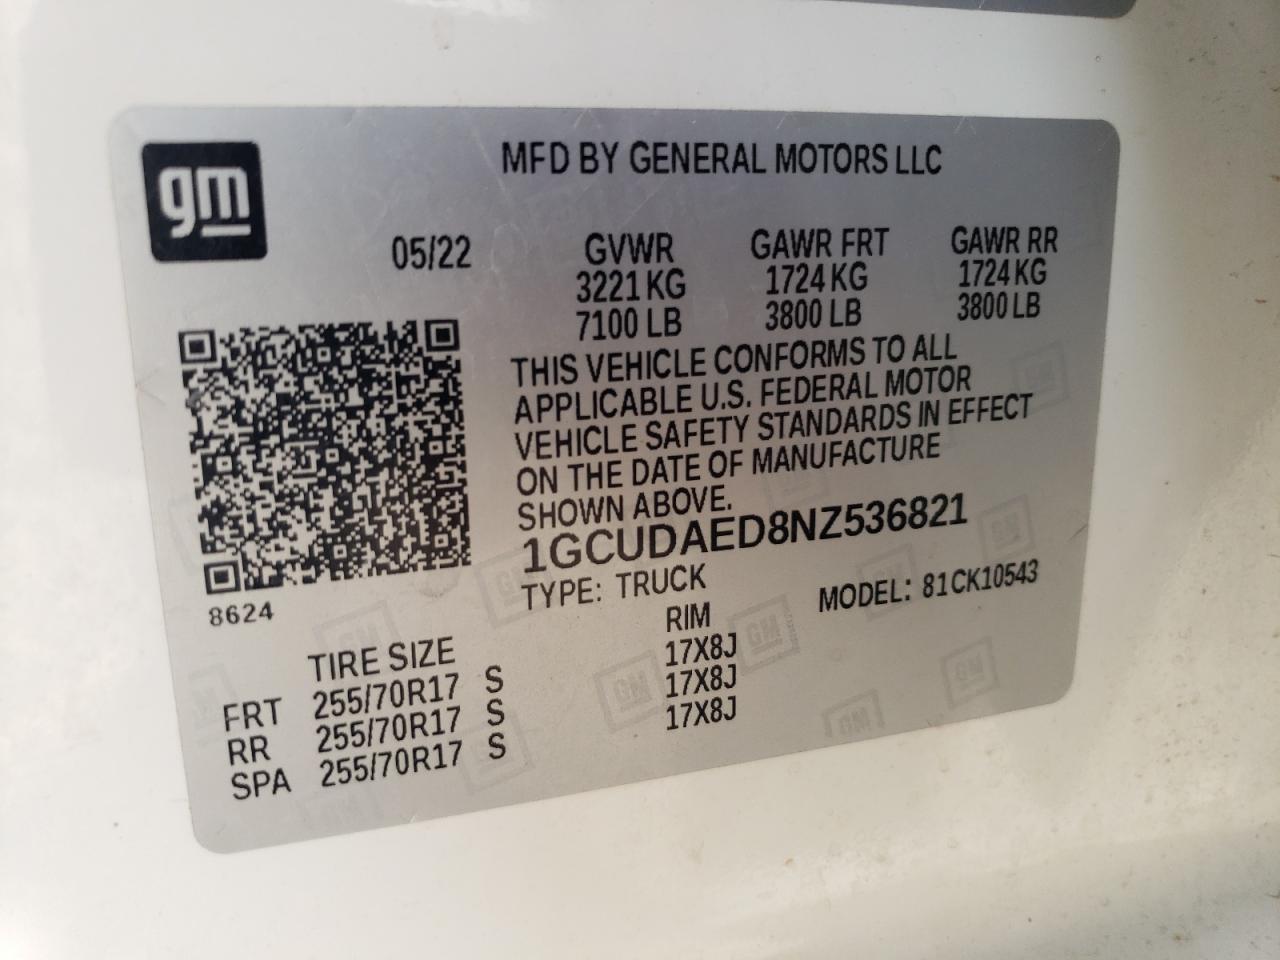 gm
MFD BY GENERAL MOTORS LLC
05/22 GVWR GAWR FRT GAWR RR
3221 KG 1724 KG 1724 KG
7100 LB 3800 LB 3800 LB
THIS VEHICLE CONFORMS TO ALL
APPLICABLE U.S. FEDERAL MOTOR
VEHICLE SAFETY STANDARDS IN EFFECT
ON THE DATE OF MANUFACTURE
SHOWN ABOVE.
1GCUDAED8NZ536821
TYPE: TRUCK MODEL: 81CK10543
8624
TIRE SIZE RIM
FRT 255/70R17 S 17X8J
RR 255/70R17 S 17X8J
SPA 255/70R17 S 17X8J